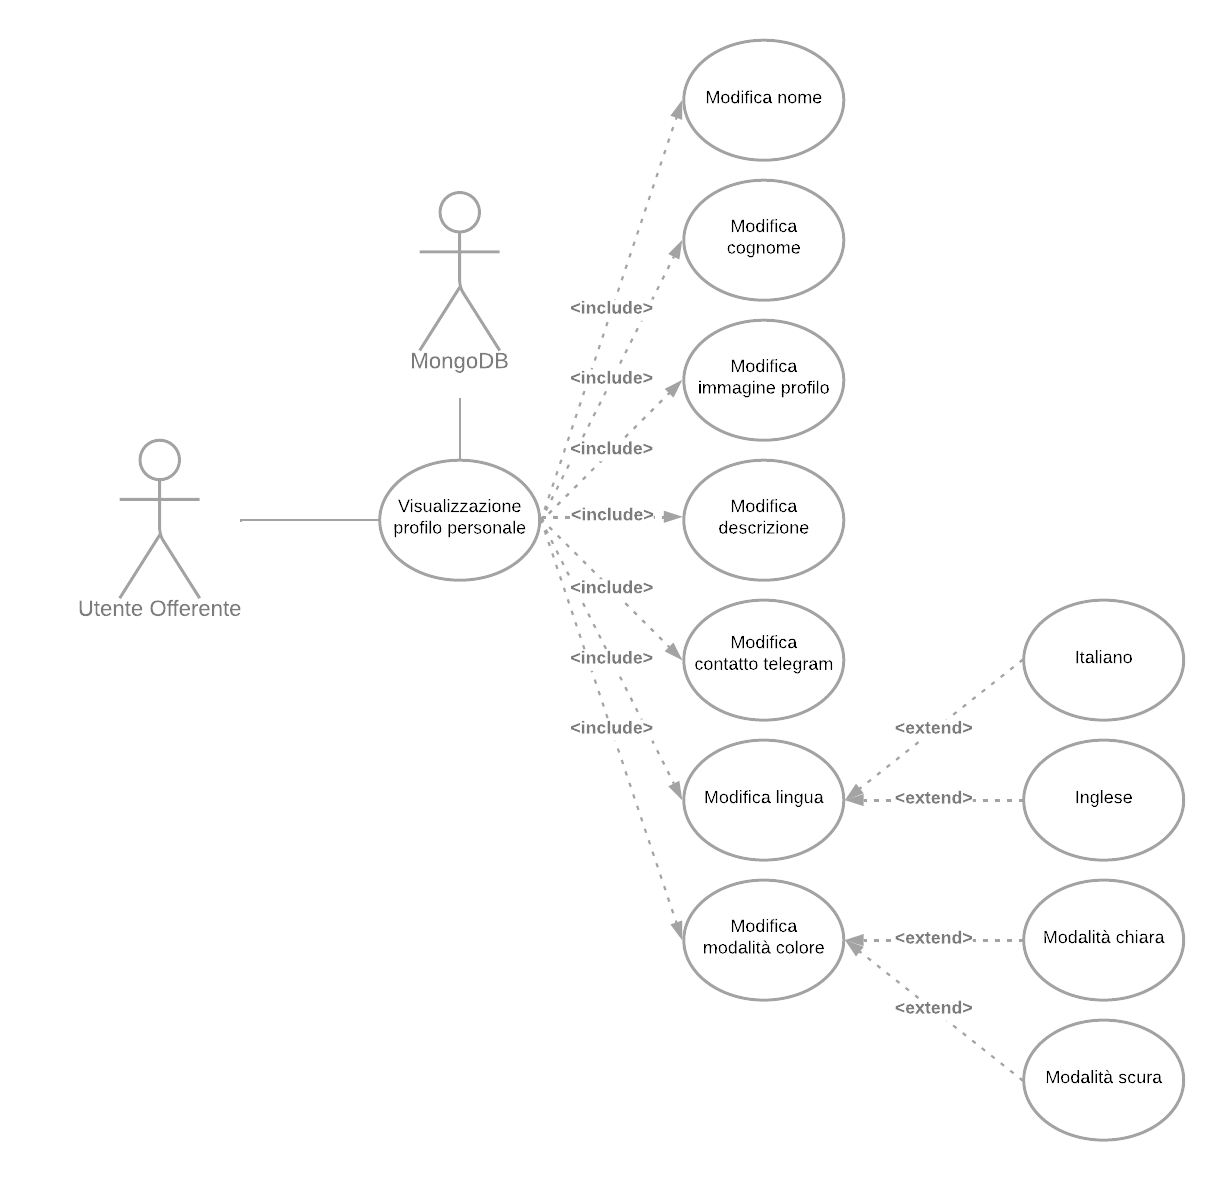 Modifica nome
Modifica
cognome
<include>
MongoDB
<include>
Modifica
immagine profilo
<include>
Visualizzazione
profilo personale
<include>
Modifica
descrizione
Utente Offerente
<include>
Modifica
contatto telegram
<include>
Italiano
<include>
<extend>
Modifica lingua
<extend>
Inglese
Modifica
modalità colore
<extend>
Modalità chiara
<extend>
Modalità scura